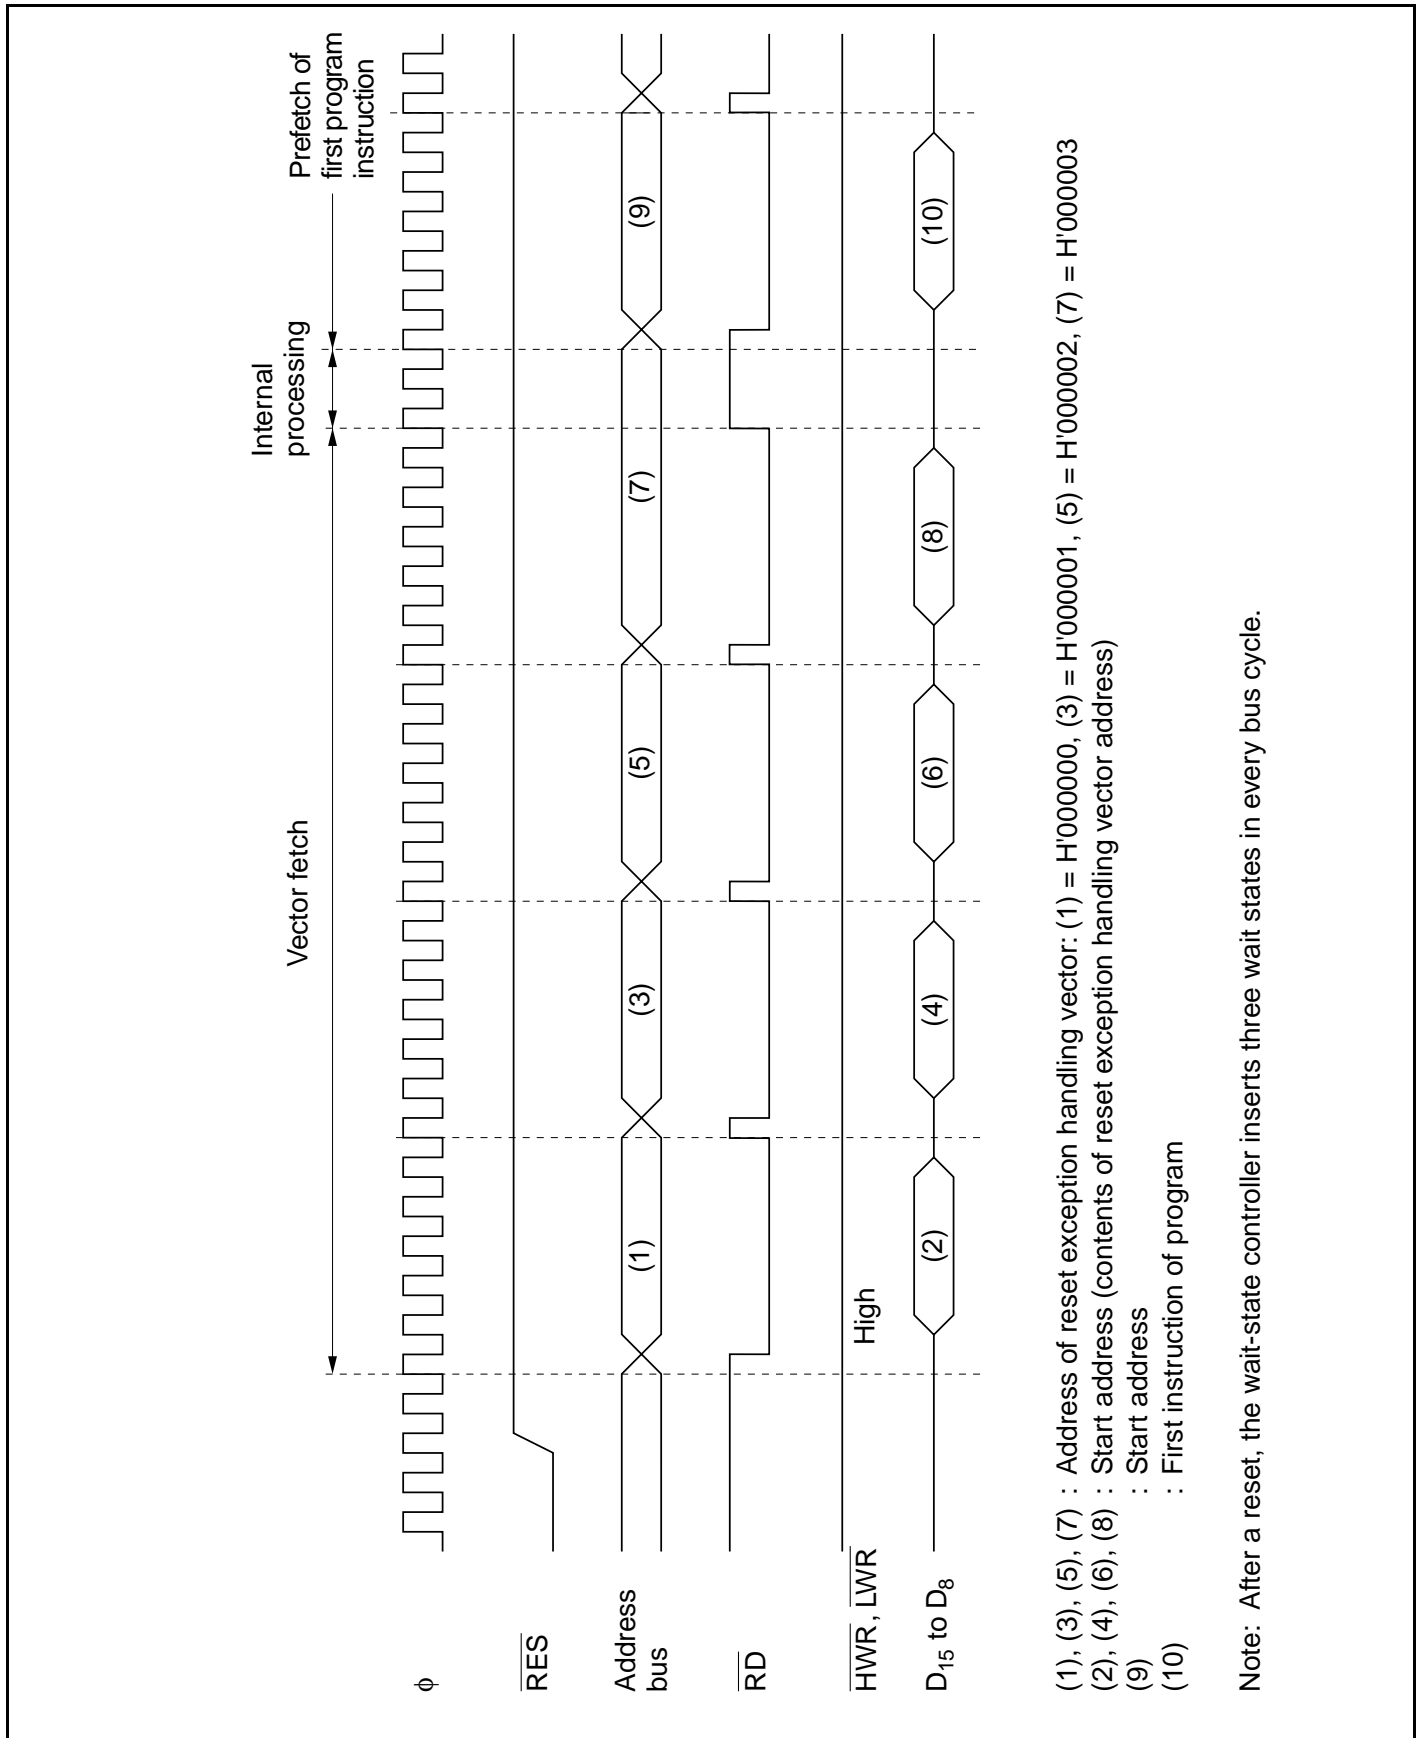 Vector fetch
Internal
processing
Prefetch of
first program
instruction
φ
RES
Address
bus
(1)
(3)
(5)
(7)
(9)
RD
HWR, LWR
High
D15 to D8
(2)
(4)
(6)
(8)
(10)
(1), (3), (5), (7) : Address of reset exception handling vector: (1) = H'000000, (3) = H'000001, (5) = H'000002, (7) = H'000003
(2), (4), (6), (8) : Start address (contents of reset exception handling vector address)
(9) : Start address
(10) : First instruction of program
Note: After a reset, the wait-state controller inserts three wait states in every bus cycle.